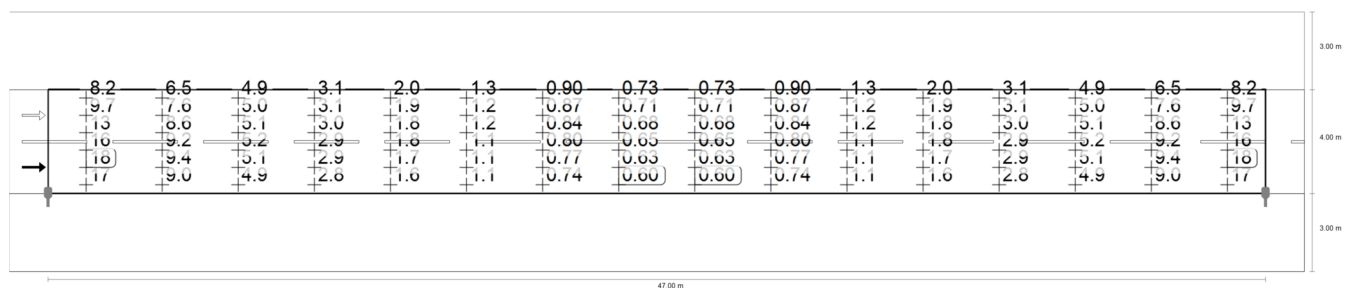 8.2 6.5 4.9 3.1 2.0 1.3 0.90 0.73 0.73 0.90 1.3 2.0 3.1 4.9 6.5 8.2
9.7 7.6 5.0 3.1 1.9 1.2 0.87 0.71 0.71 0.87 1.2 1.9 3.1 5.0 7.6 9.7
13 8.6 5.1 3.0 1.8 1.2 0.84 0.68 0.68 0.84 1.2 1.8 3.0 5.1 8.6 13
16 9.2 5.2 2.9 1.8 1.1 0.80 0.65 0.65 0.80 1.1 1.8 2.9 5.2 9.2 16
18 9.4 5.1 2.9 1.7 1.1 0.77 0.63 0.63 0.77 1.1 1.7 2.9 5.1 9.4 18
17 9.0 4.9 2.8 1.6 1.1 0.74 0.60 0.60 0.74 1.1 1.6 2.8 4.9 9.0 17
3.00 m
4.00 m
3.00 m
47.00 m